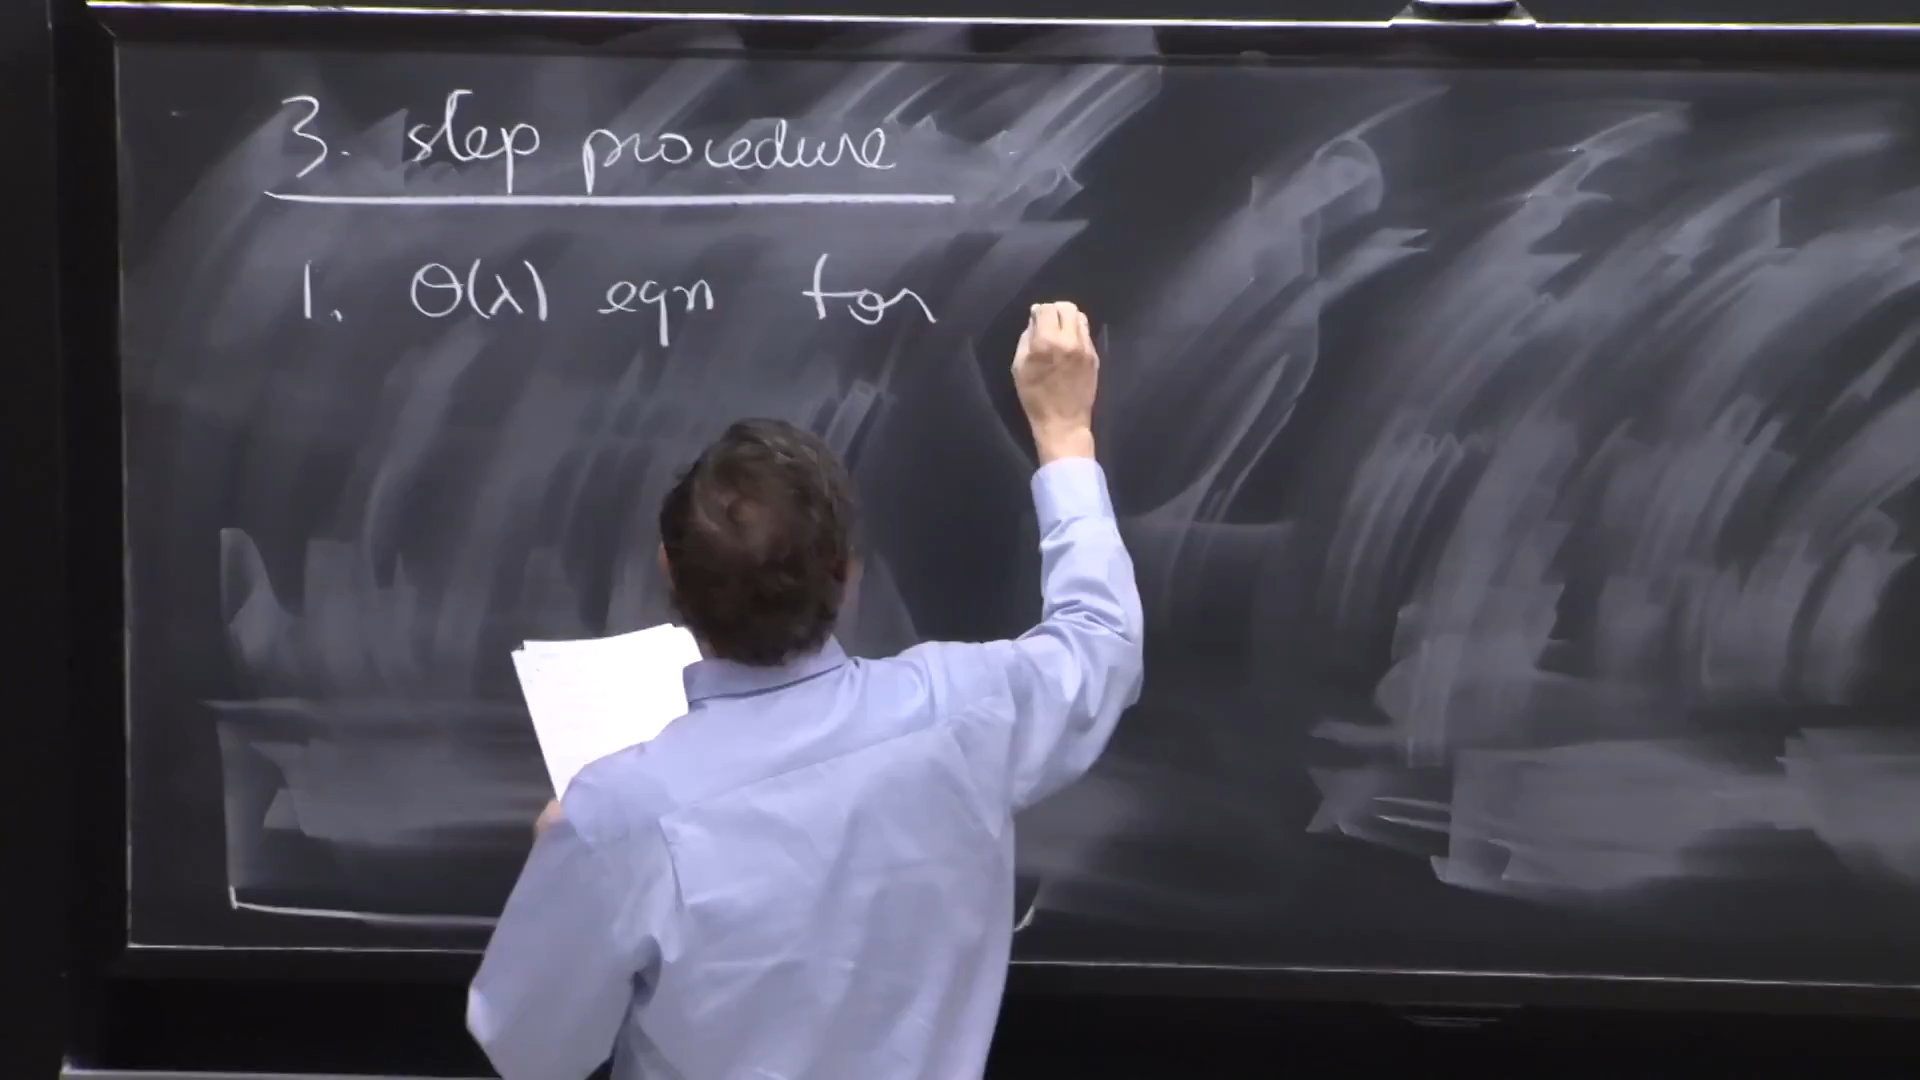 3. step procedure
1. θ(λ) eqn for